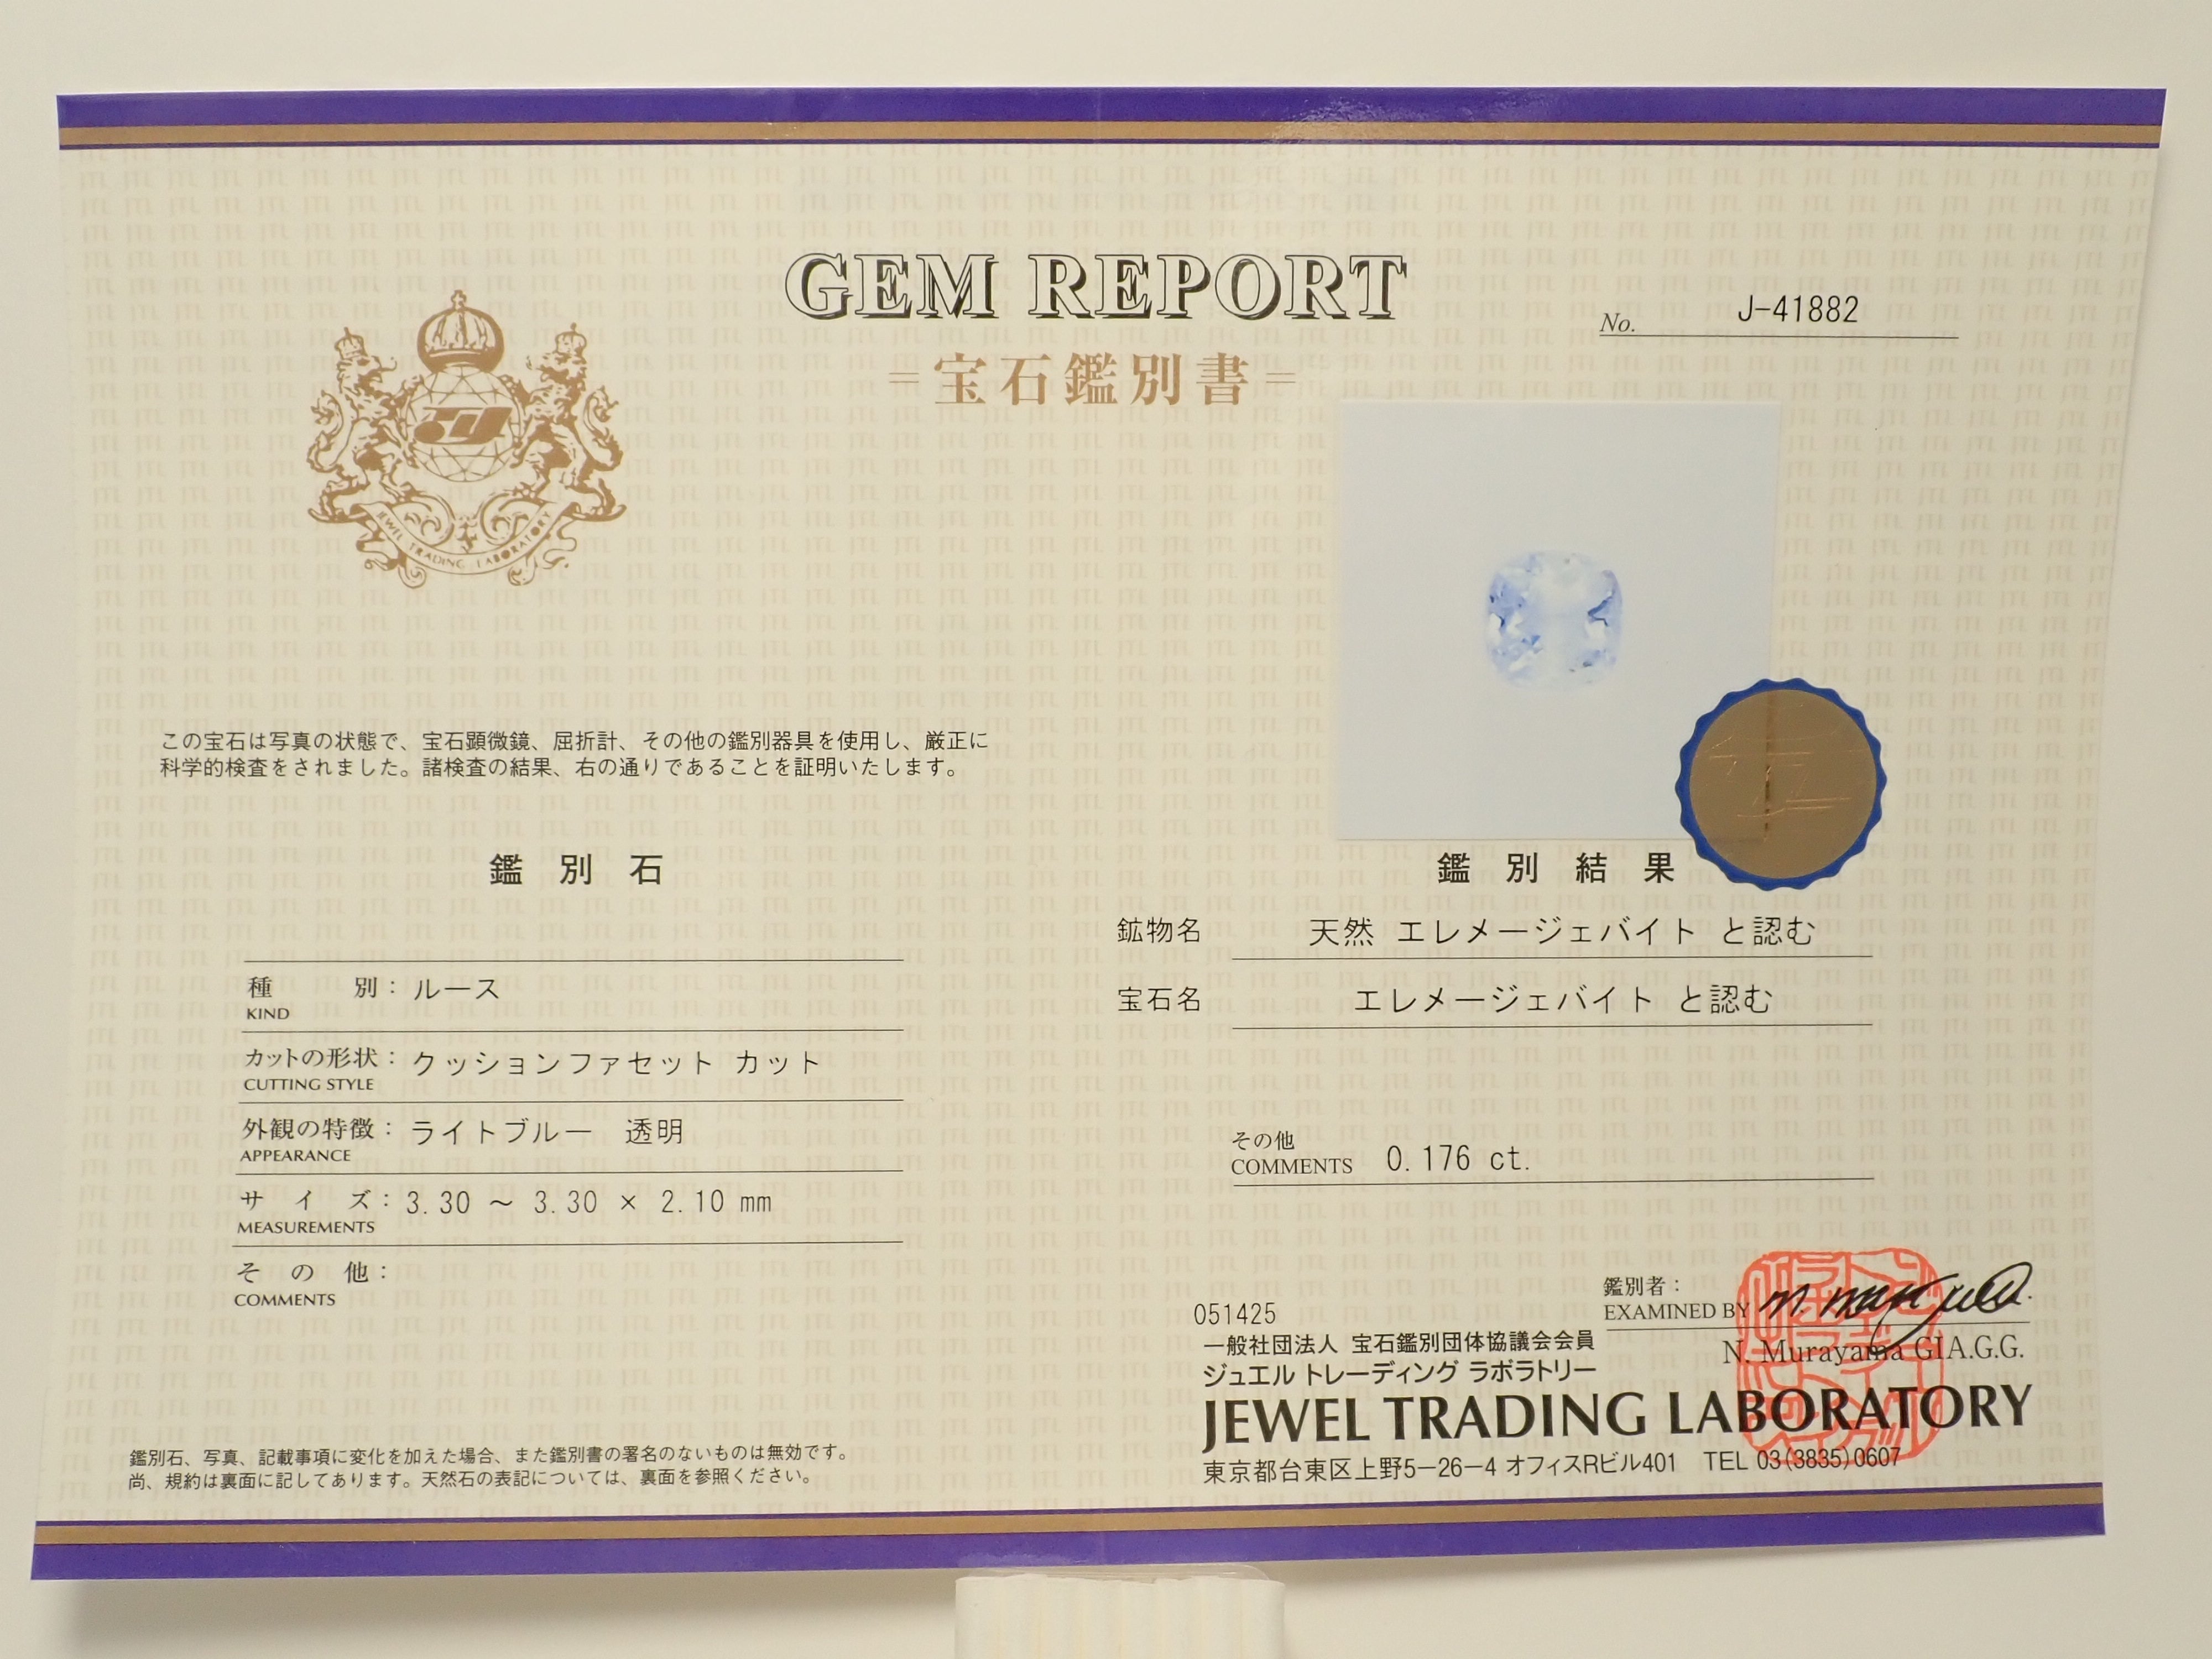 GEM REPORT
No. J-41882
=宝石鑑別書=
JEWEL TRADING LABORATORY
この宝石は写真の状態で、宝石顕微鏡、屈折計、その他の鑑別器具を使用し、厳正に
科学的検査をされました。諸検査の結果、右の通りであることを証明いたします。
鑑別石
種別：ルース
KIND
カットの形状：クッションファセット カット
CUTTING STYLE
外観の特徴：ライトブルー 透明
APPEARANCE
サイズ：3.30 ～ 3.30 × 2.10 mm
MEASUREMENTS
その他：
COMMENTS
鑑別石、写真、記載事項に変化を加えた場合、また鑑別書の署名のないものは無効です。
尚、規約は裏面に記してあります。天然石の表記については、裏面を参照ください。
鑑別結果
鉱物名 天然 エレメージェバイト と認む
宝石名 エレメージェバイト と認む
その他
COMMENTS 0.176 ct.
鑑別者：
EXAMINED BY
N. Murayama GIA.G.G.
051425
一般社団法人 宝石鑑別団体協議会会員
ジュエル トレーディング ラボラトリー
JEWEL TRADING LABORATORY
東京都台東区上野5－26－4 オフィスRビル401 TEL 03(3835)0607